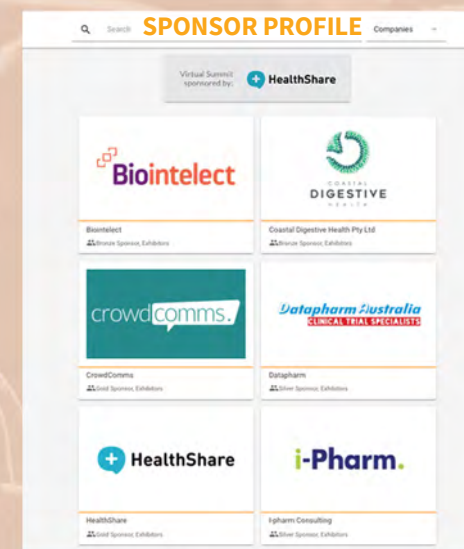 Search SPONSOR PROFILE Companies
Virtual Summit
sponsored by: HealthShare
Biointelect
COASTAL
DIGESTIVE
HEALTH
Biointelect
Bronze Sponsor, Exhibitors
Coastal Digestive Health Pty Ltd
Bronze Sponsor, Exhibitors
crowdcomms.
Datapharm Australia
CLINICAL TRIAL SPECIALISTS
CrowdComms
Gold Sponsor, Exhibitors
Datapharm
Silver Sponsor, Exhibitors
HealthShare
i-Pharm.
HealthShare
Gold Sponsor, Exhibitors
I-pharm Consulting
Silver Sponsor, Exhibitors